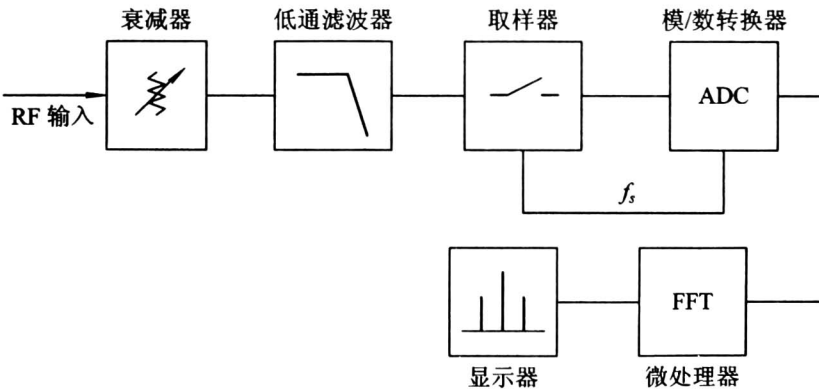 衰减器
低通滤波器
取样器
模/数转换器
RF 输入
ADC
fs
FFT
显示器
微处理器